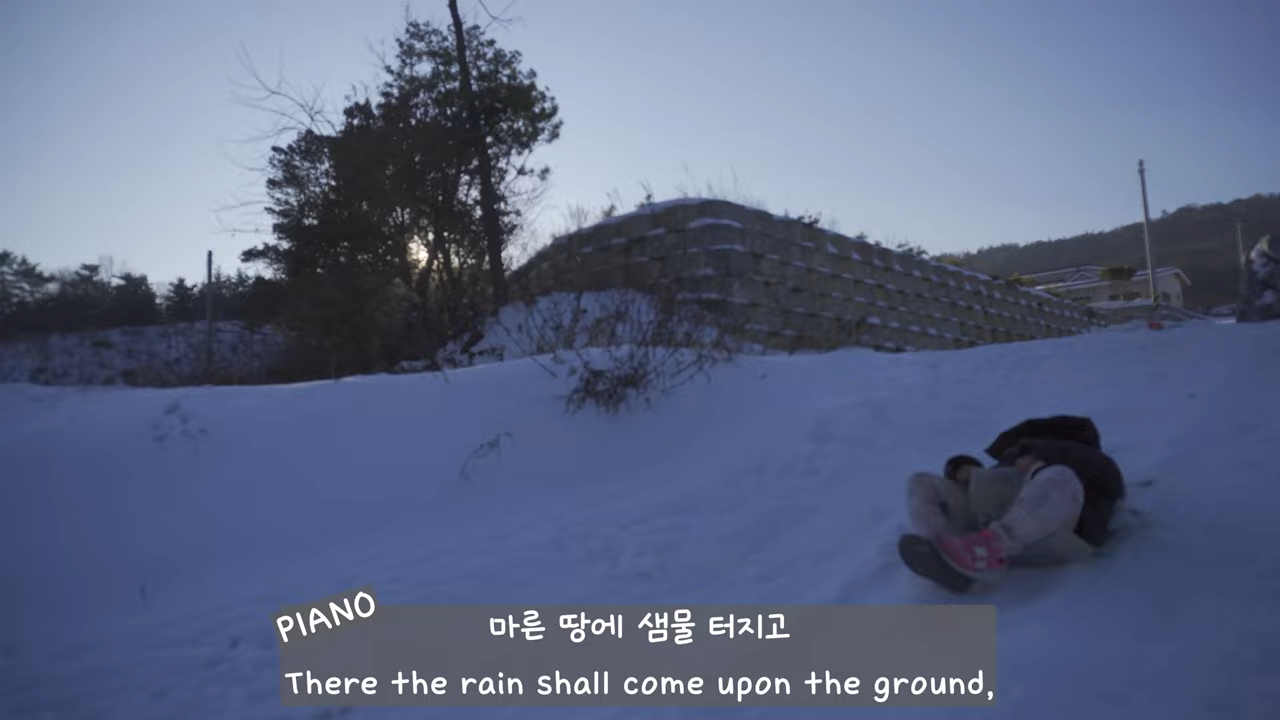 PIANO
마른 땅에 샘물 터지고
There the rain shall come upon the ground,